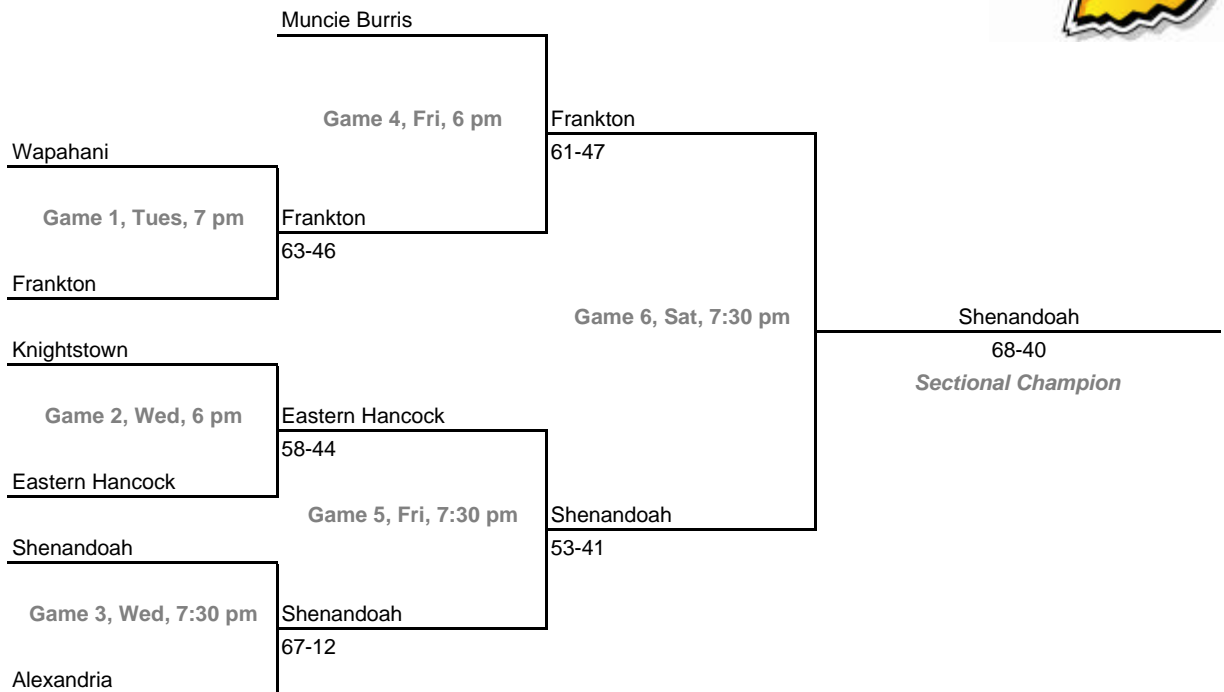 Muncie Burris
Game 4, Fri, 6 pm
Frankton
61-47
Wapahani
Game 1, Tues, 7 pm
Frankton
63-46
Frankton
Game 6, Sat, 7:30 pm
Shenandoah
68-40
Sectional Champion
Knightstown
Game 2, Wed, 6 pm
Eastern Hancock
58-44
Eastern Hancock
Game 5, Fri, 7:30 pm
Shenandoah
53-41
Shenandoah
Game 3, Wed, 7:30 pm
Shenandoah
67-12
Alexandria